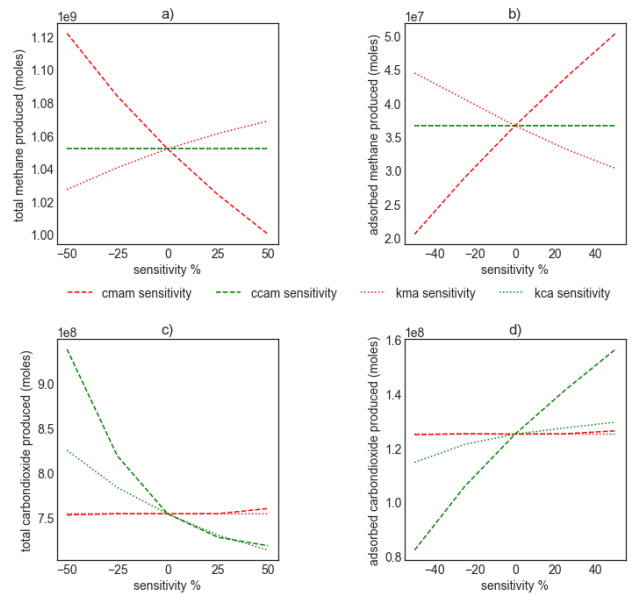 a)
1e9
total methane produced (moles)
1.12
1.10
1.08
1.06
1.04
1.02
1.00
−50 −25 0 25 50
sensitivity %
b)
1e7
adsorbed methane produced (moles)
5.0
4.5
4.0
3.5
3.0
2.5
2.0
−40 −20 0 20 40
sensitivity %
cmam sensitivity ccam sensitivity kma sensitivity kca sensitivity
c)
1e8
total carbondioxide produced (moles)
9.0
8.5
8.0
7.5
−50 −25 0 25 50
sensitivity %
d)
1e8
adsorbed carbondioxide produced (moles)
1.6
1.4
1.2
1.0
0.8
−40 −20 0 20 40
sensitivity %